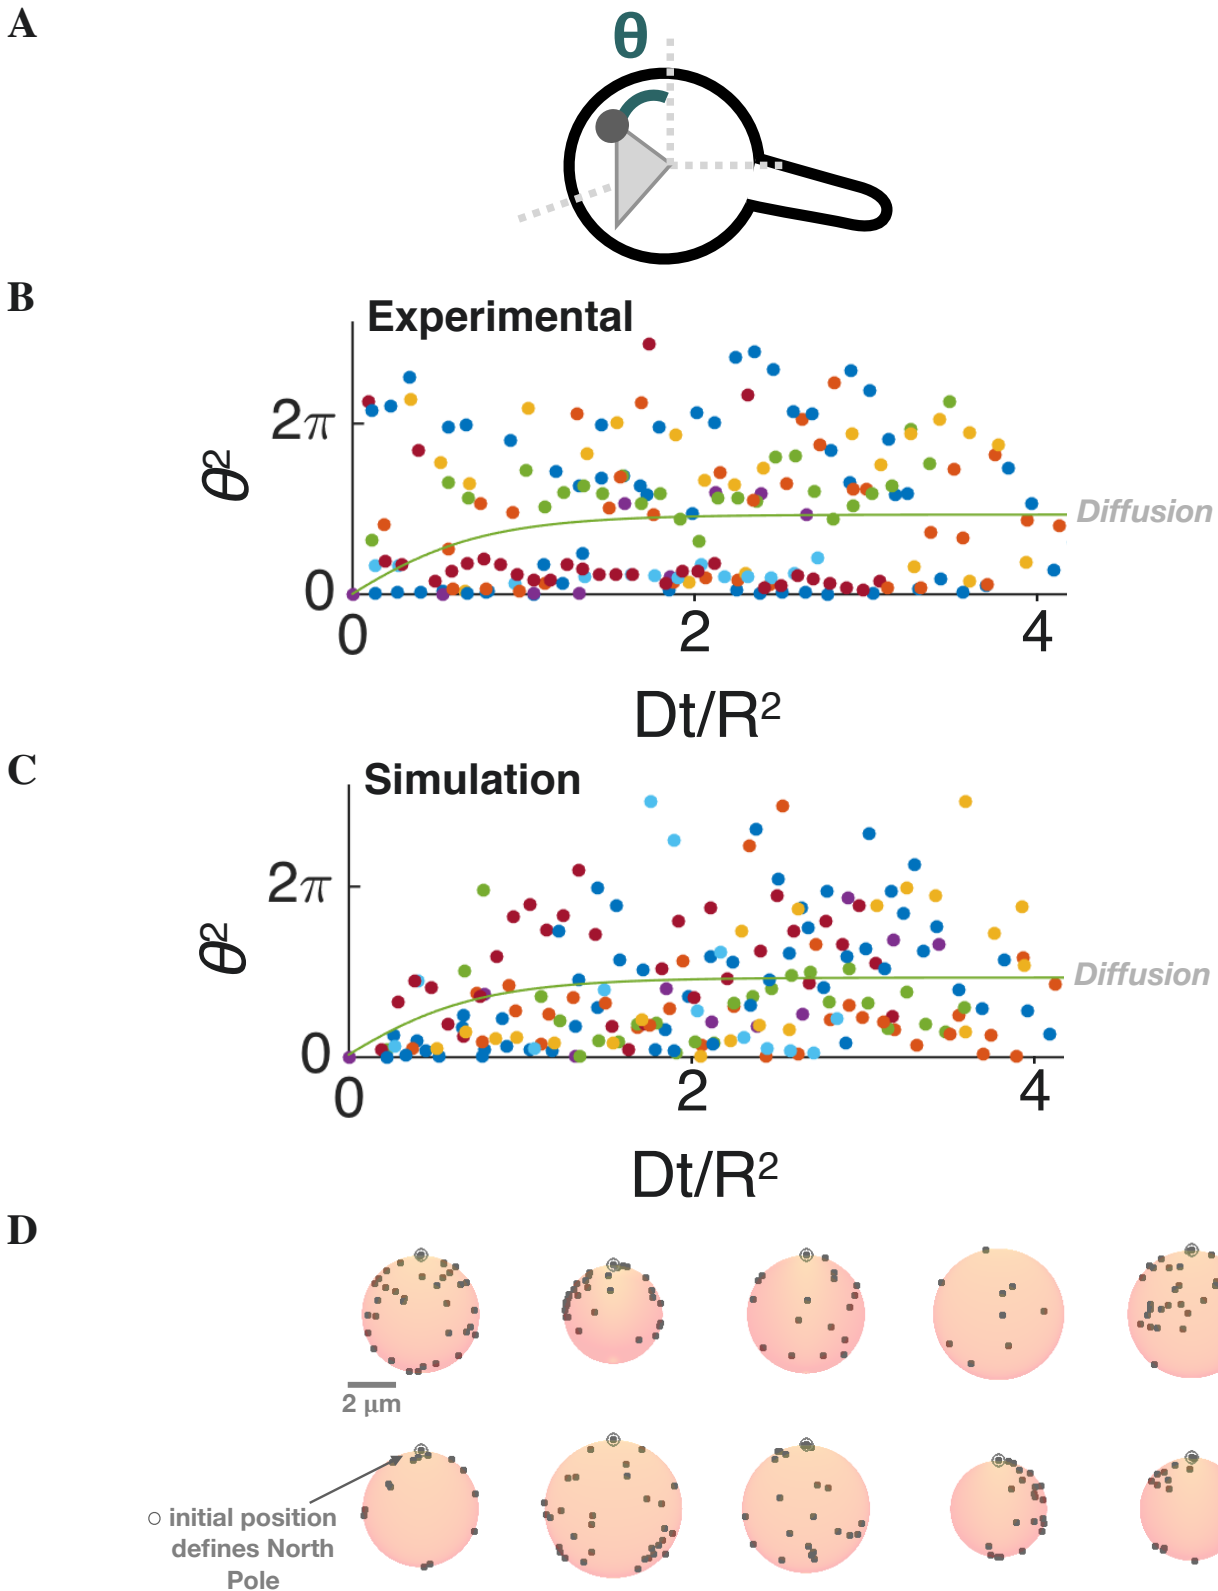 A
θ
B
Experimental
2π
θ²
0
Diffusion
0
2
4
Dt/R²
C
Simulation
2π
θ²
0
Diffusion
0
2
4
Dt/R²
D
2 μm
initial position
defines North
Pole